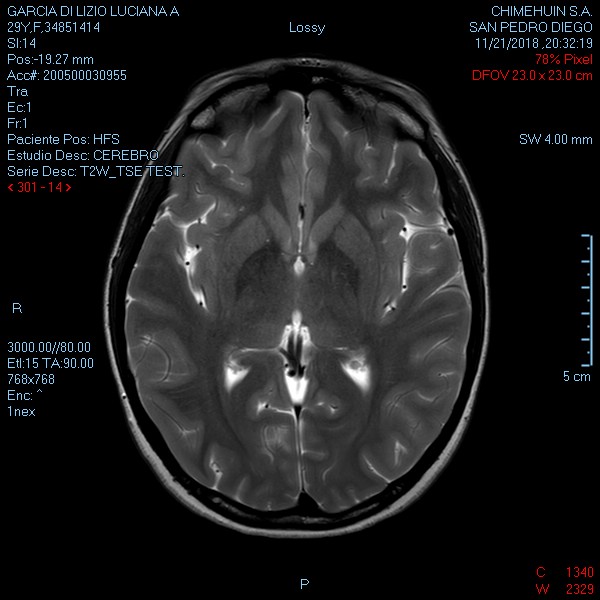 GARCIA DI LIZIO LUCIANA A
29Y,F,34851414
Sl:14
Pos:-19.27 mm
Acc#: 200500030955
Tra
Ec:1
Fr:1
Paciente Pos: HFS
Estudio Desc: CEREBRO
Serie Desc: T2W_TSE TEST.
< 301 - 14 >
Lossy
CHIMEHUIN S.A.
SAN PEDRO DIEGO
11/21/2018 ,20:32:19
78% Pixel
DFOV 23.0 x 23.0 cm
SW 4.00 mm
R
3000.00//80.00
Etl:15 TA:90.00
768x768
Enc: ^
1nex
5 cm
P
C 1340
W 2329